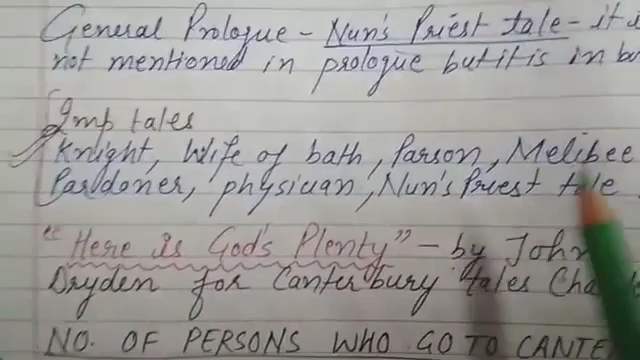 General Prologue - Nun's Priest tale - it
not mentioned in prologue but it is in
Imp tales
Knight, Wife of bath, Parson, Melibee
Pardoner, physician, Nun's Priest tale
"Here is God's Plenty" - by John
Dryden for Canterbury tales
NO. OF PERSONS WHO GO TO